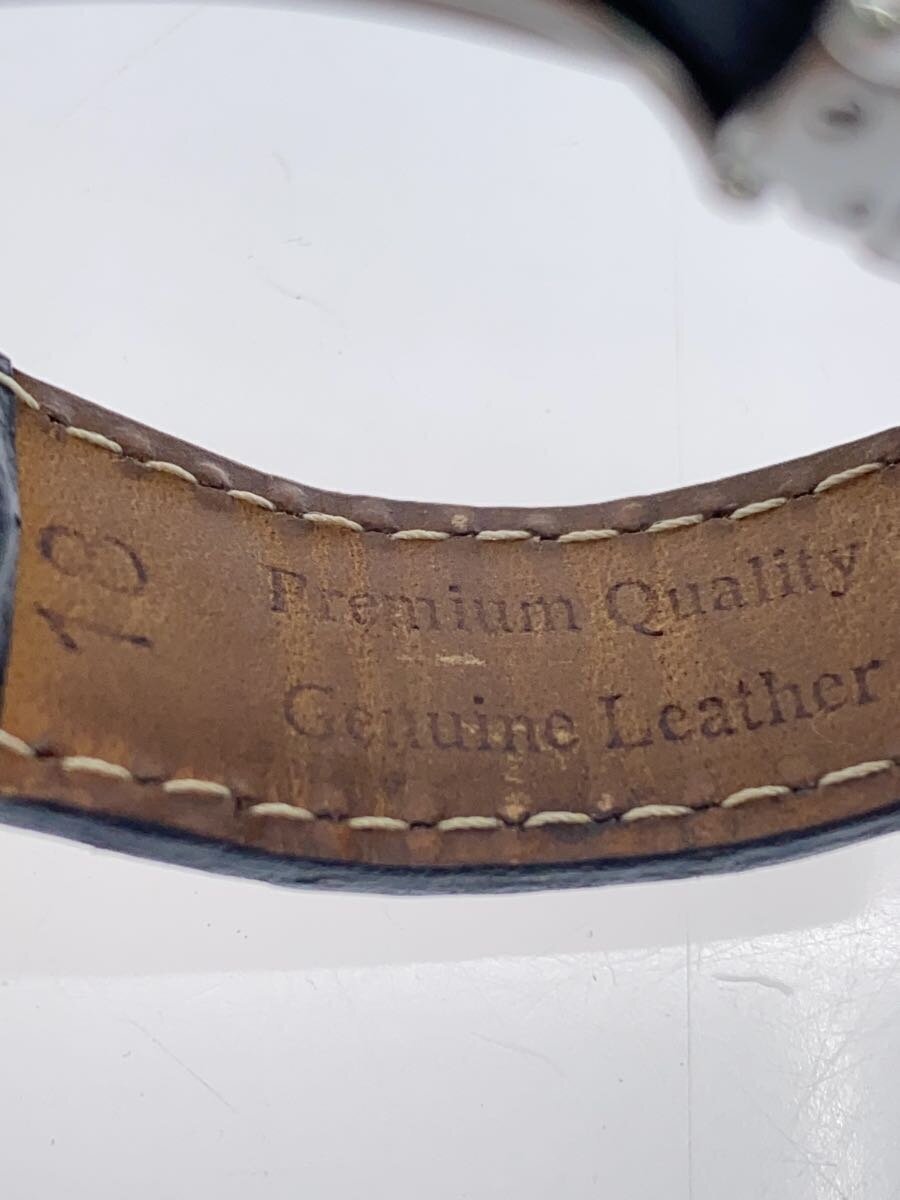 18
Premium Quality
Genuine Leather